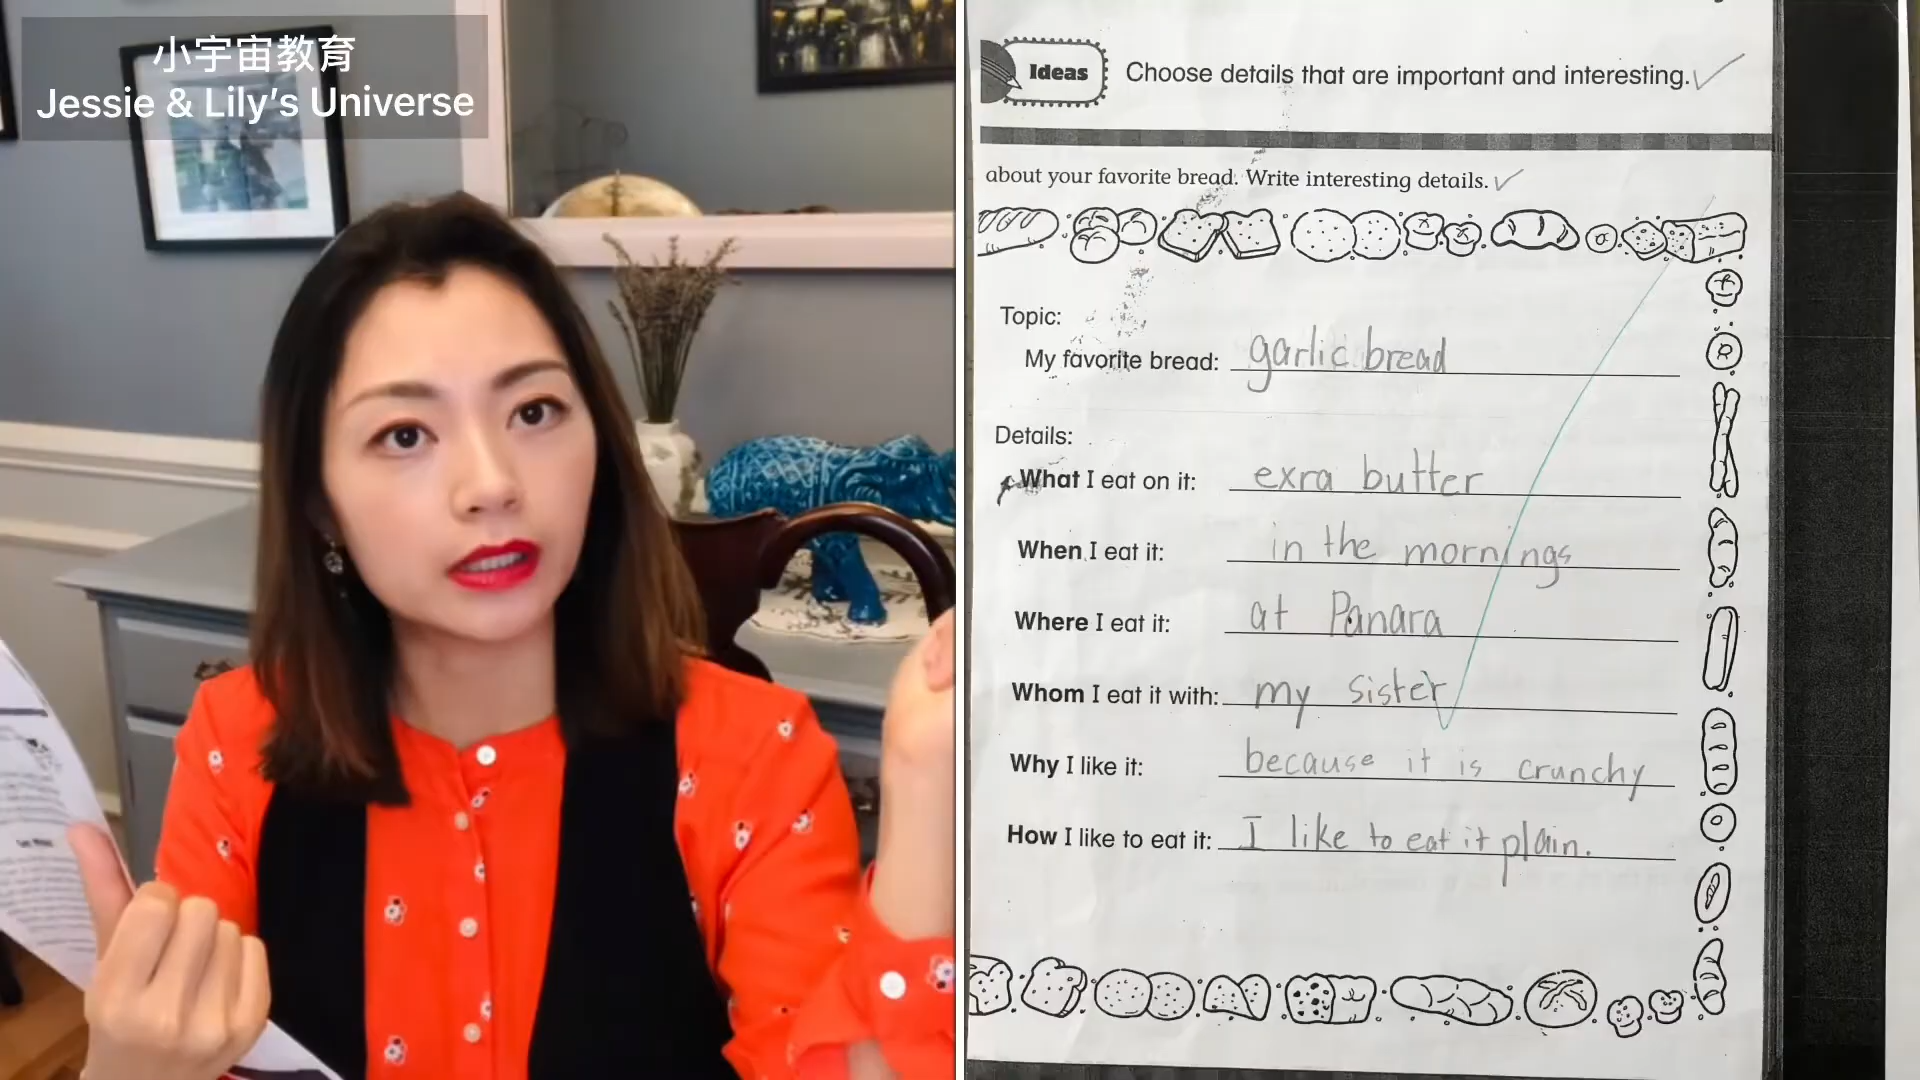 小宇宙教育
Jessie & Lily's Universe
Ideas
Choose details that are important and interesting.
about your favorite bread. Write interesting details.
Topic:
My favorite bread: garlic bread
Details:
What I eat on it: exra butter
When I eat it: in the mornings
Where I eat it: at Panara
Whom I eat it with: my sister
Why I like it: because it is crunchy
How I like to eat it: I like to eat it plain.